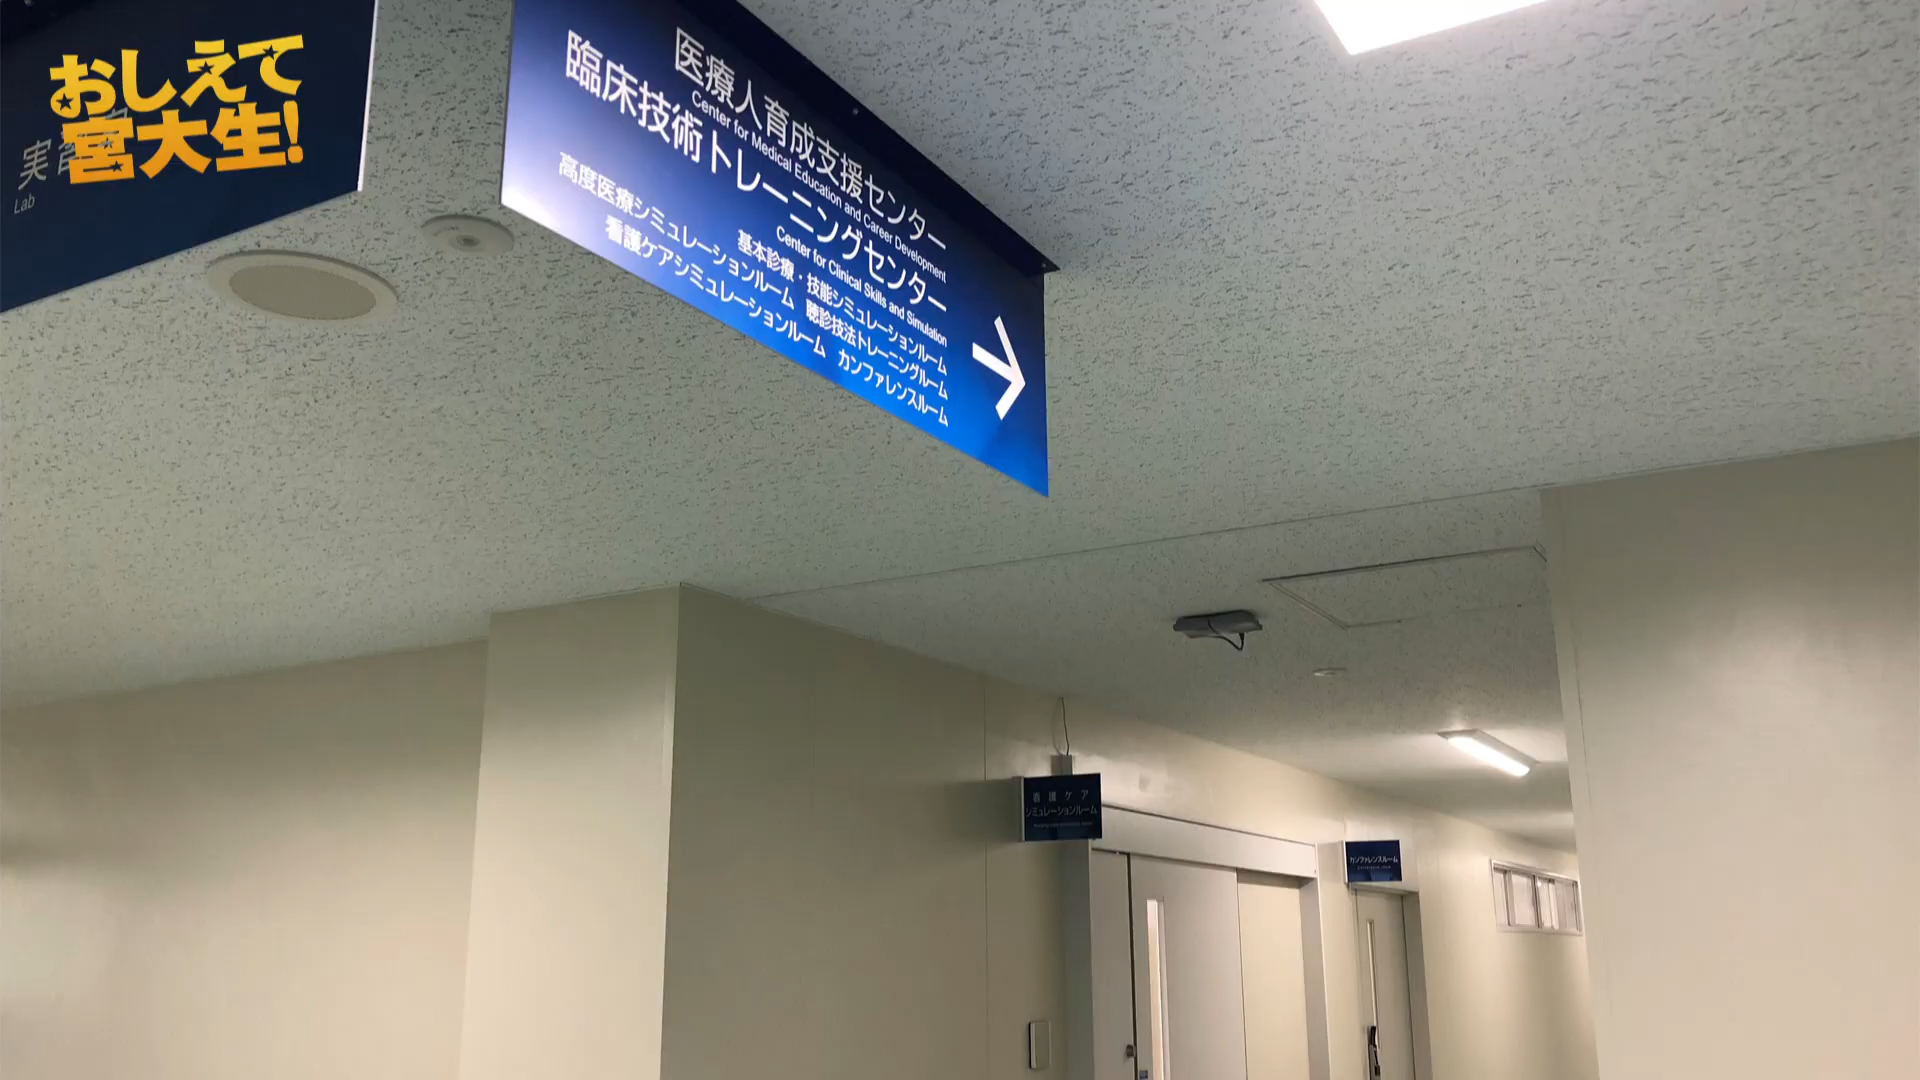 おしえて
宮大生!
実
Lab
医療人育成支援センター
Center for Medical Education and Career Development
臨床技術トレーニングセンター
Center for Clinical Skills and Simulation
基本診療・技能シミュレーションルーム
高度医療シミュレーションルーム 聴診技法トレーニングルーム
看護ケアシミュレーションルーム カンファレンスルーム
看護ケア
シミュレーションルーム
カンファレンスルーム